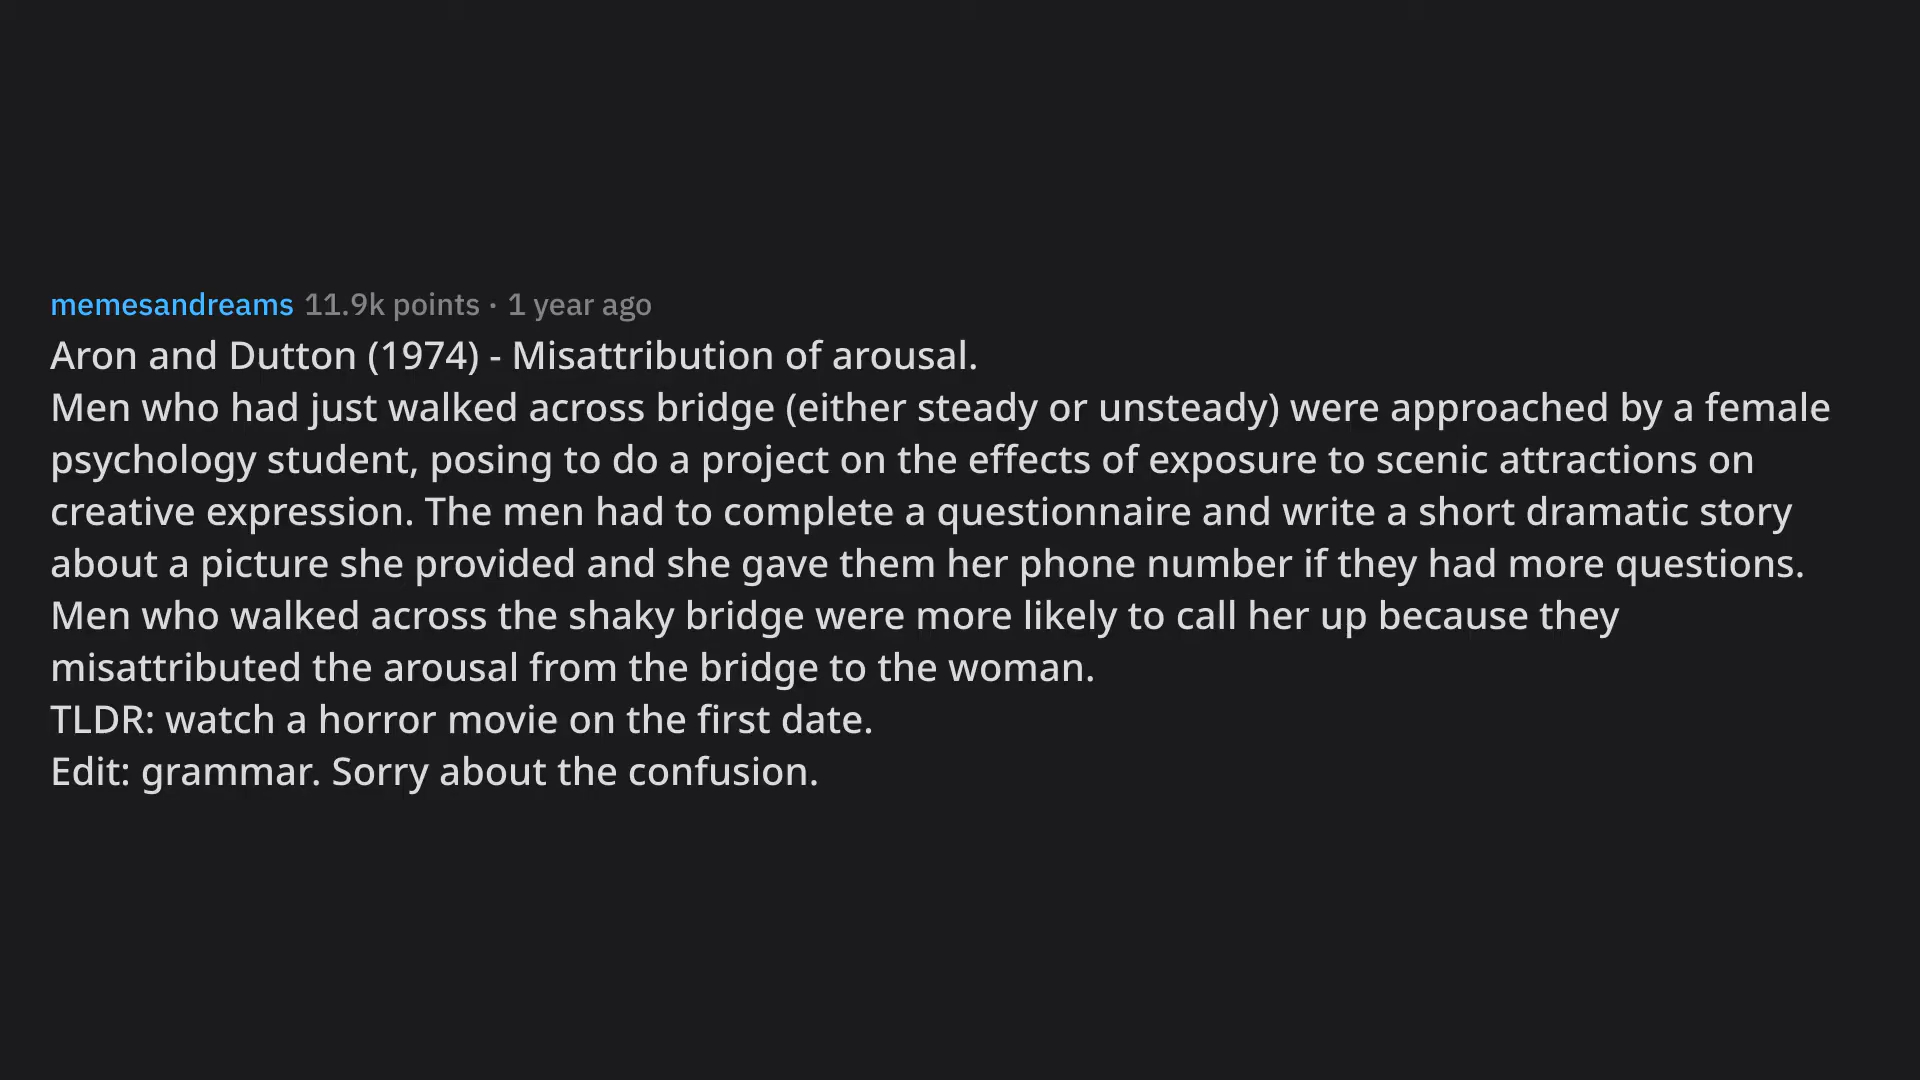 memesandreams 11.9k points · 1 year ago
Aron and Dutton (1974) - Misattribution of arousal.
Men who had just walked across bridge (either steady or unsteady) were approached by a female
psychology student, posing to do a project on the effects of exposure to scenic attractions on
creative expression. The men had to complete a questionnaire and write a short dramatic story
about a picture she provided and she gave them her phone number if they had more questions.
Men who walked across the shaky bridge were more likely to call her up because they
misattributed the arousal from the bridge to the woman.
TLDR: watch a horror movie on the first date.
Edit: grammar. Sorry about the confusion.